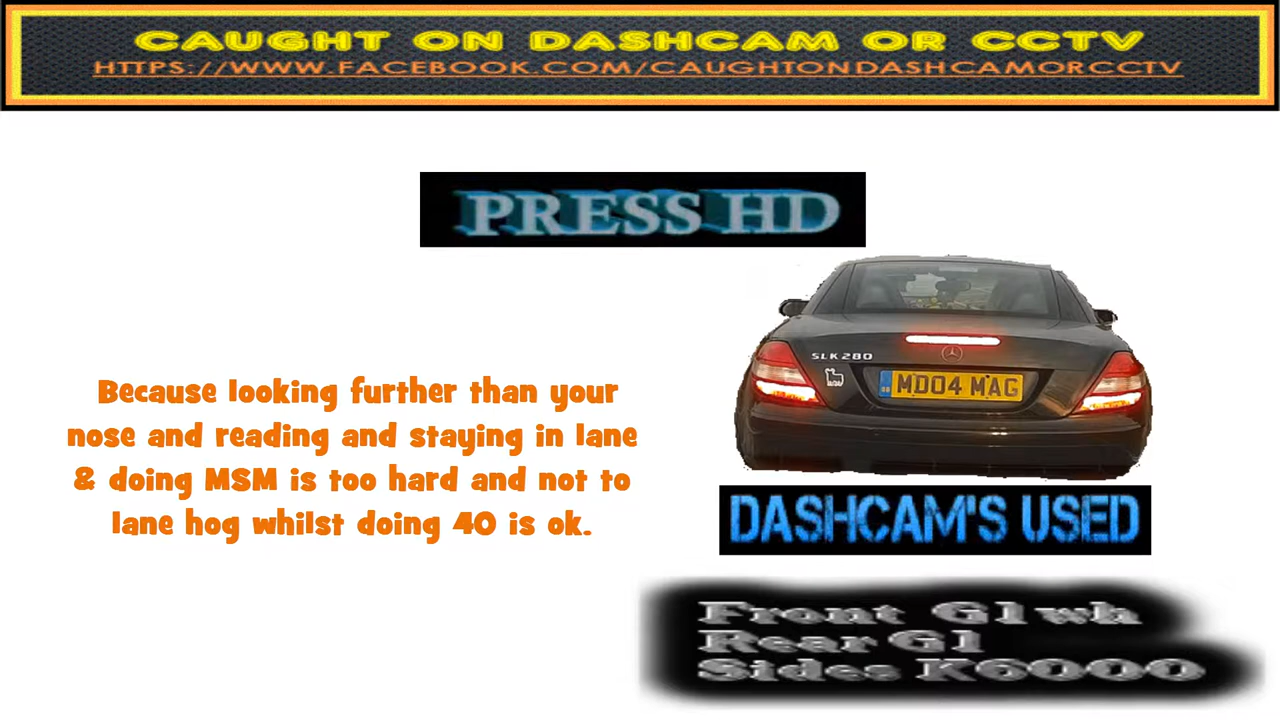 CAUGHT ON DASHCAM OR CCTV
HTTPS://WWW.FACEBOOK.COM/CAUGHTONDASHCAMORCCTV
PRESS HD
SLK 280
GB
MD04 MAG
Because looking further than your
nose and reading and staying in lane
& doing MSM is too hard and not to
lane hog whilst doing 40 is ok.
DASHCAM'S USED
Front G1wh
Rear G1
Sides K6000